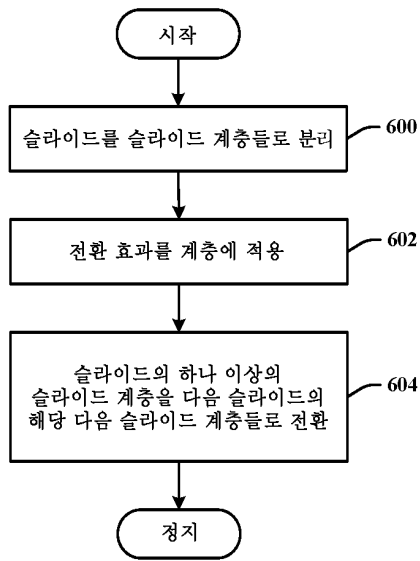 시작
슬라이드를 슬라이드 계층들로 분리
600
전환 효과를 계층에 적용
602
슬라이드의 하나 이상의
슬라이드 계층을 다음 슬라이드의
해당 다음 슬라이드 계층들로 전환
604
정지